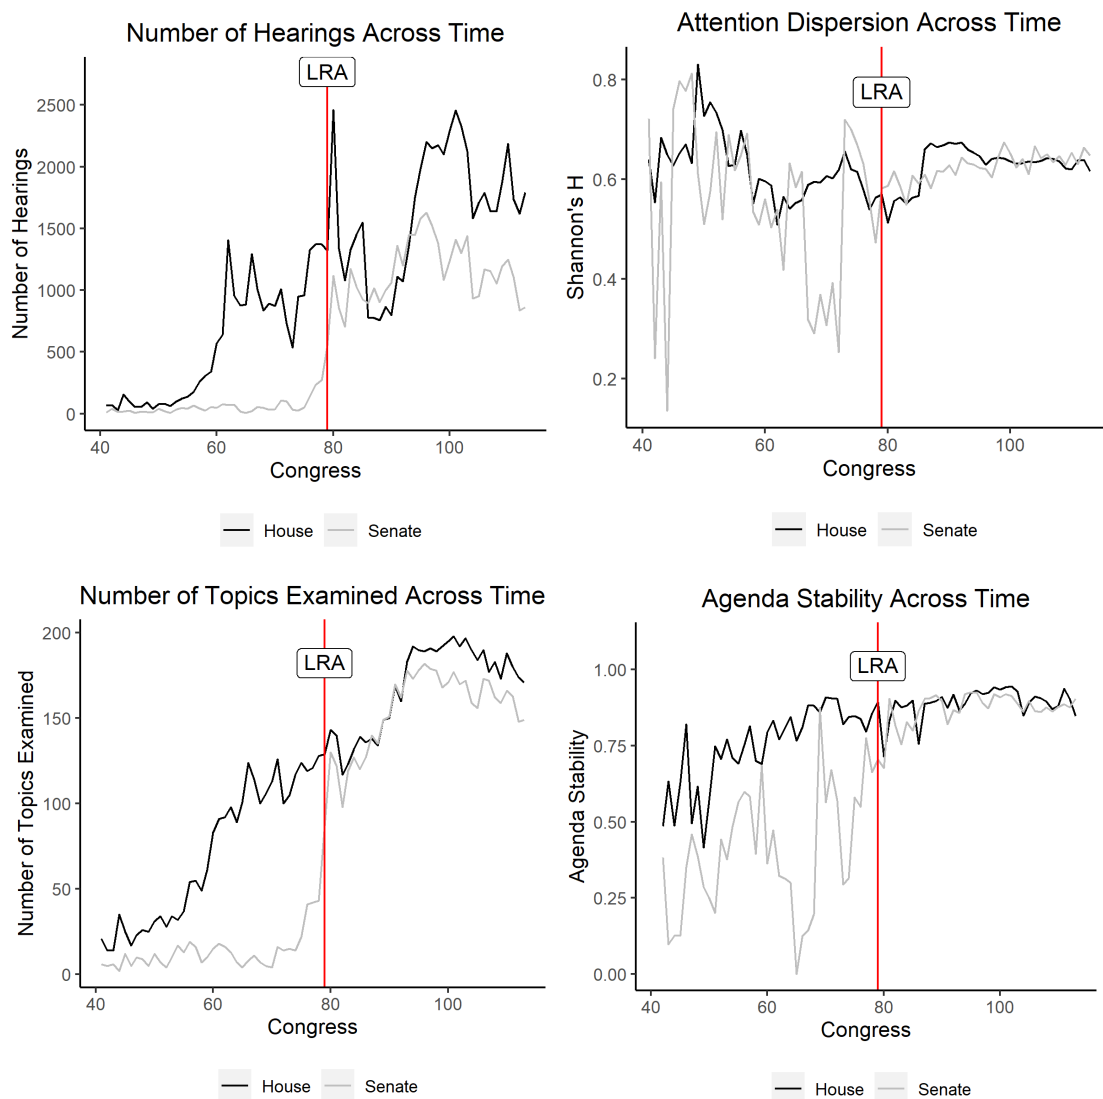 Number of Hearings Across Time
LRA
Number of Hearings
2500
2000
1500
1000
500
0
40 60 80 100
Congress
House Senate
Attention Dispersion Across Time
LRA
Shannon's H
0.8
0.6
0.4
0.2
40 60 80 100
Congress
House Senate
Number of Topics Examined Across Time
LRA
Number of Topics Examined
200
150
100
50
0
40 60 80 100
Congress
House Senate
Agenda Stability Across Time
LRA
Agenda Stability
1.00
0.75
0.50
0.25
0.00
40 60 80 100
Congress
House Senate